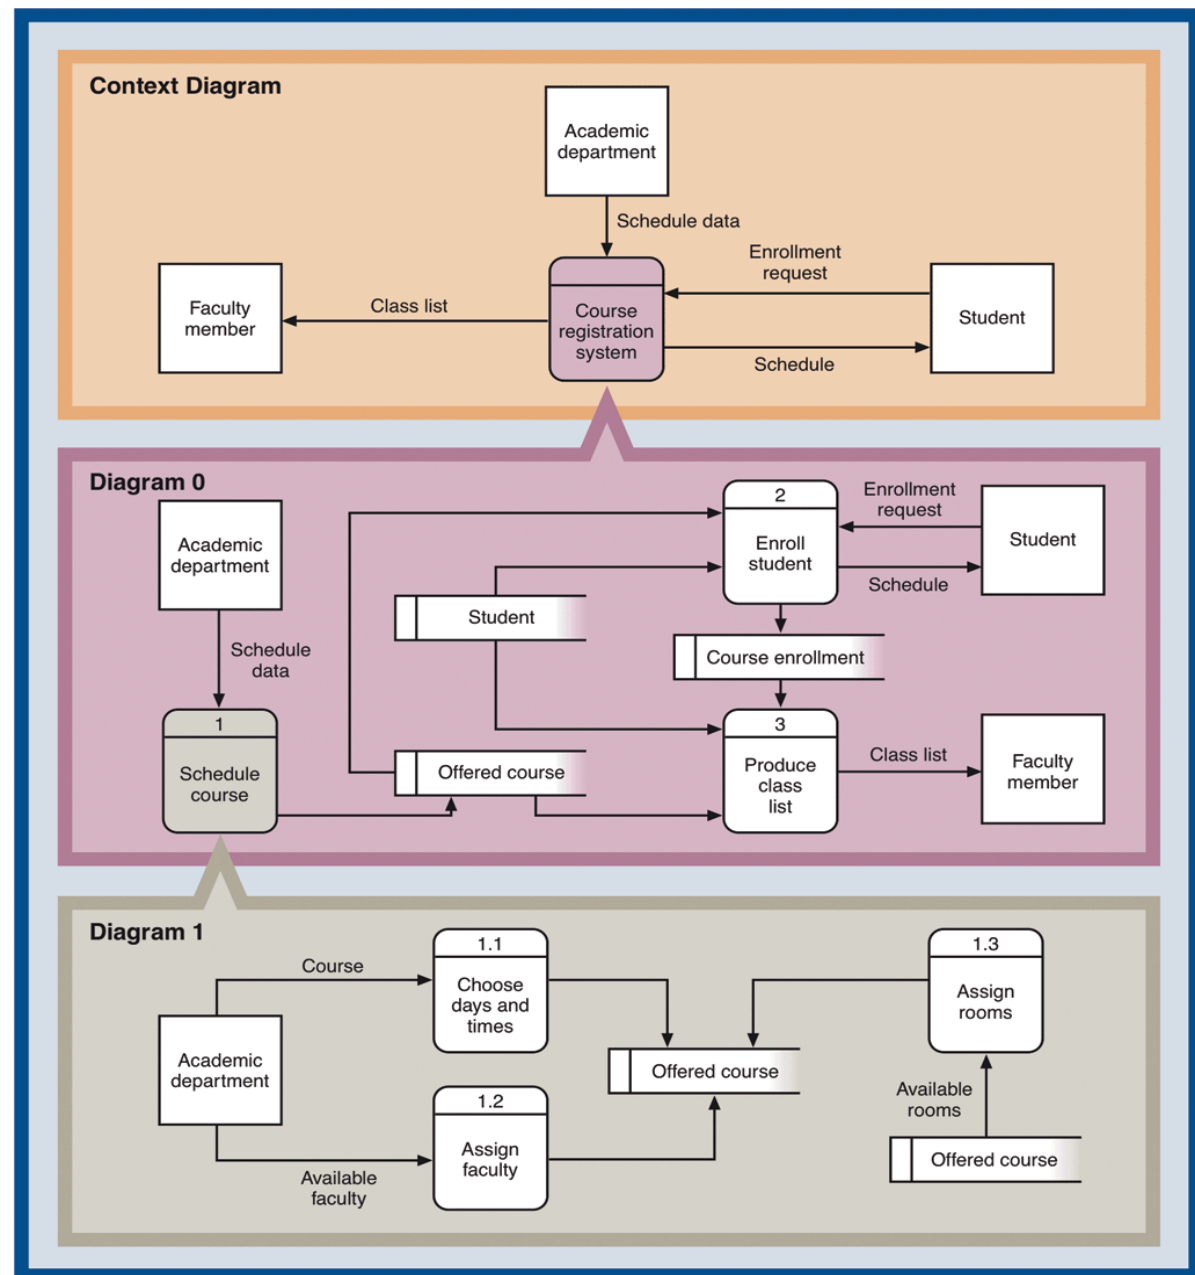 Context Diagram
Academic
department
Schedule data
Enrollment
request
Faculty
member
Class list
Course
registration
system
Student
Schedule
Diagram 0
Academic
department
Schedule
data
1
Schedule
course
Student
Offered course
2
Enroll
student
Enrollment
request
Schedule
Student
Course enrollment
3
Produce
class
list
Class list
Faculty
member
Diagram 1
Academic
department
Course
Available
faculty
1.1
Choose
days and
times
1.2
Assign
faculty
Offered course
1.3
Assign
rooms
Available
rooms
Offered course